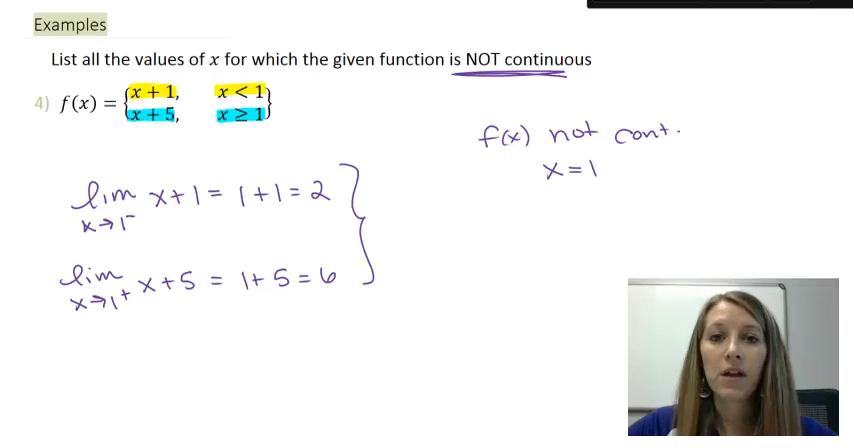 Examples
List all the values of x for which the given function is NOT continuous
4) f(x) = { x + 1, x < 1
x + 5, x ≥ 1 }
f(x) not cont.
x = 1
lim x→1⁻ x+1 = 1+1 = 2
lim x→1⁺ x+5 = 1+5 = 6